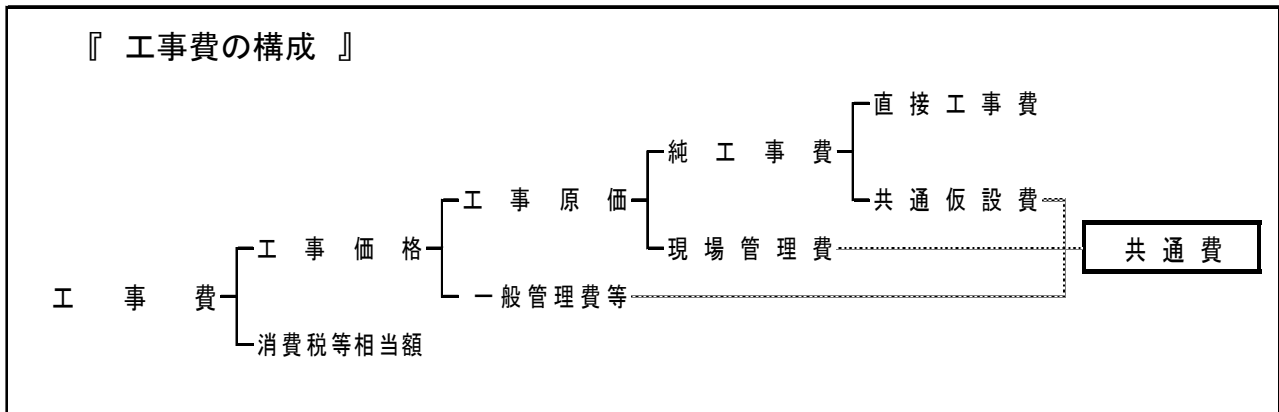 『 工事費の構成 』
直接工事費
純工事費
工事原価
共通仮設費
工事価格
現場管理費
共通費
工事費
一般管理費等
消費税等相当額